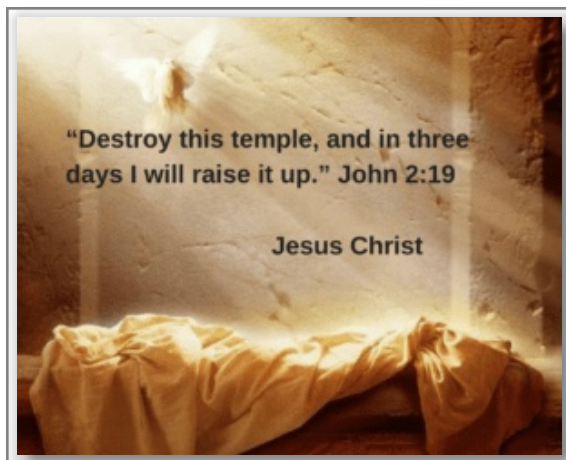 “Destroy this temple, and in three
days I will raise it up.” John 2:19
Jesus Christ